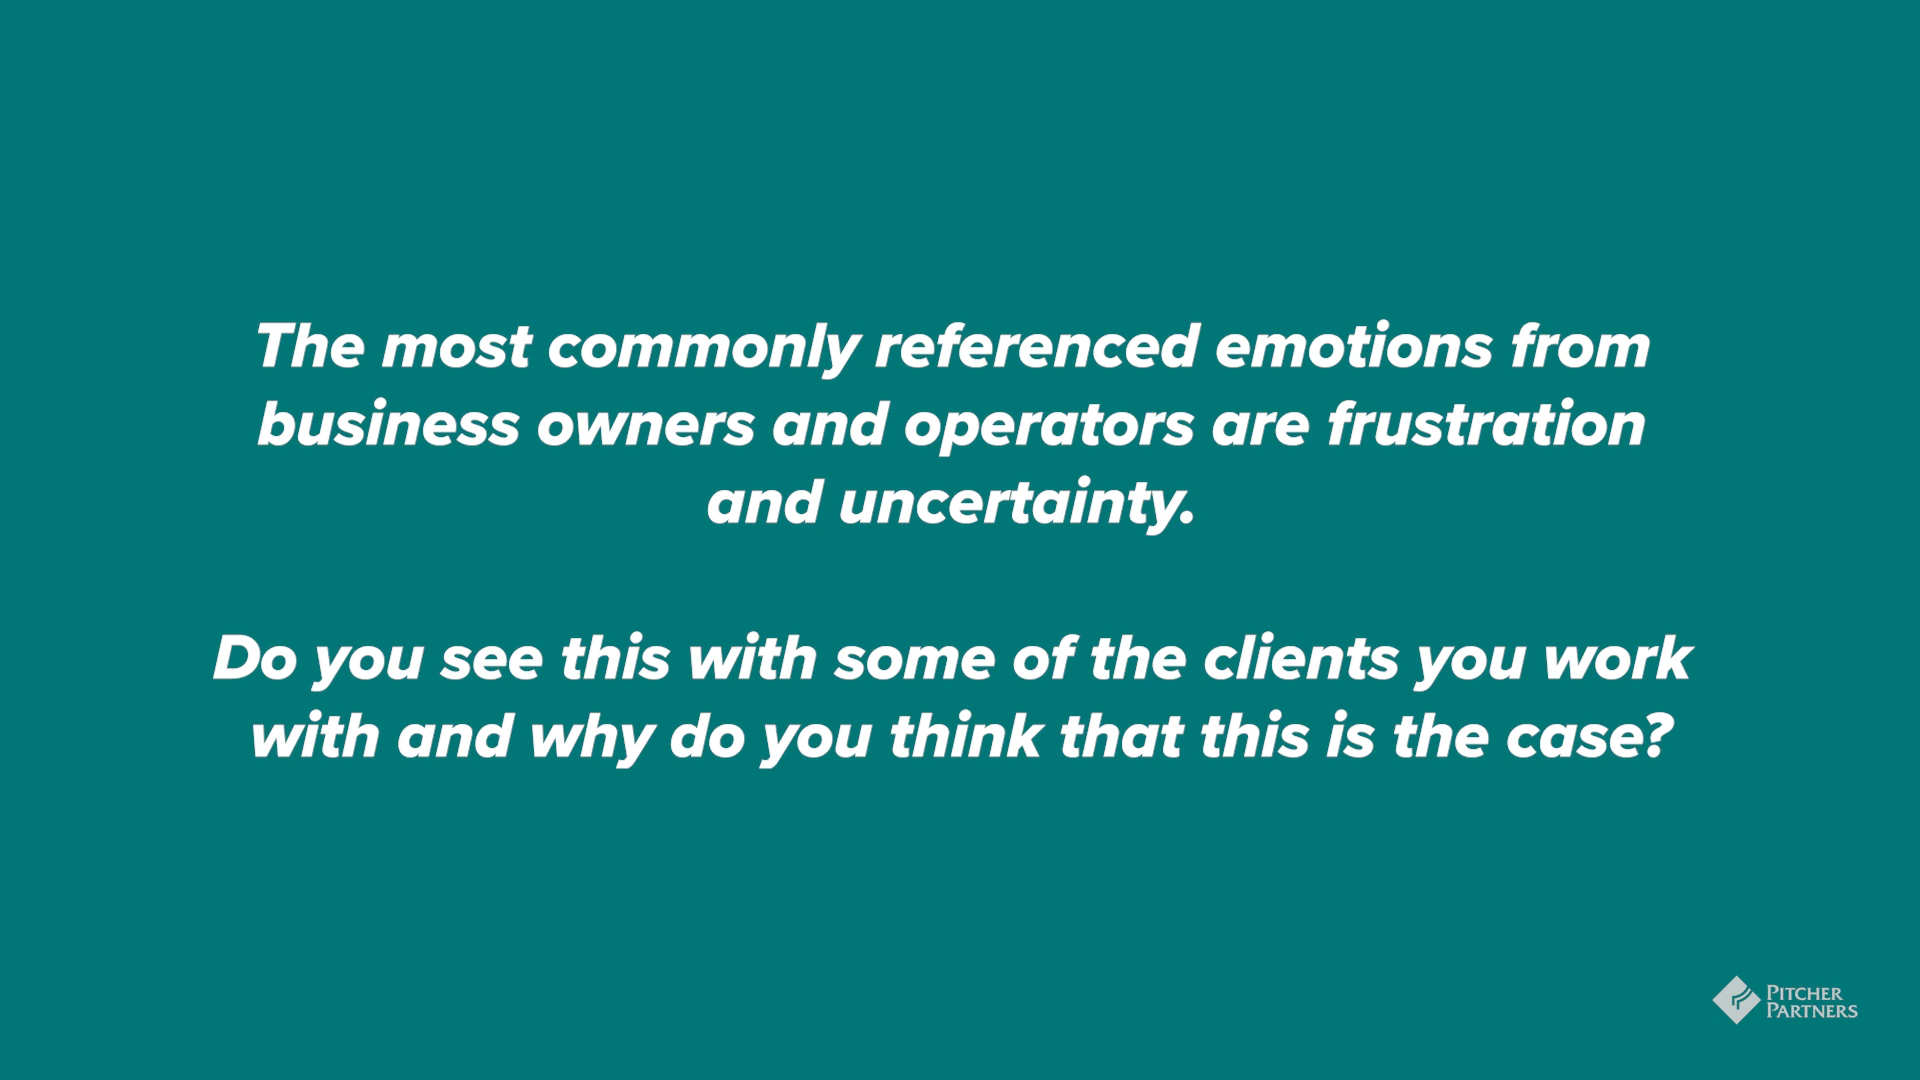 The most commonly referenced emotions from
business owners and operators are frustration
and uncertainty.
Do you see this with some of the clients you work
with and why do you think that this is the case?
PITCHER
PARTNERS